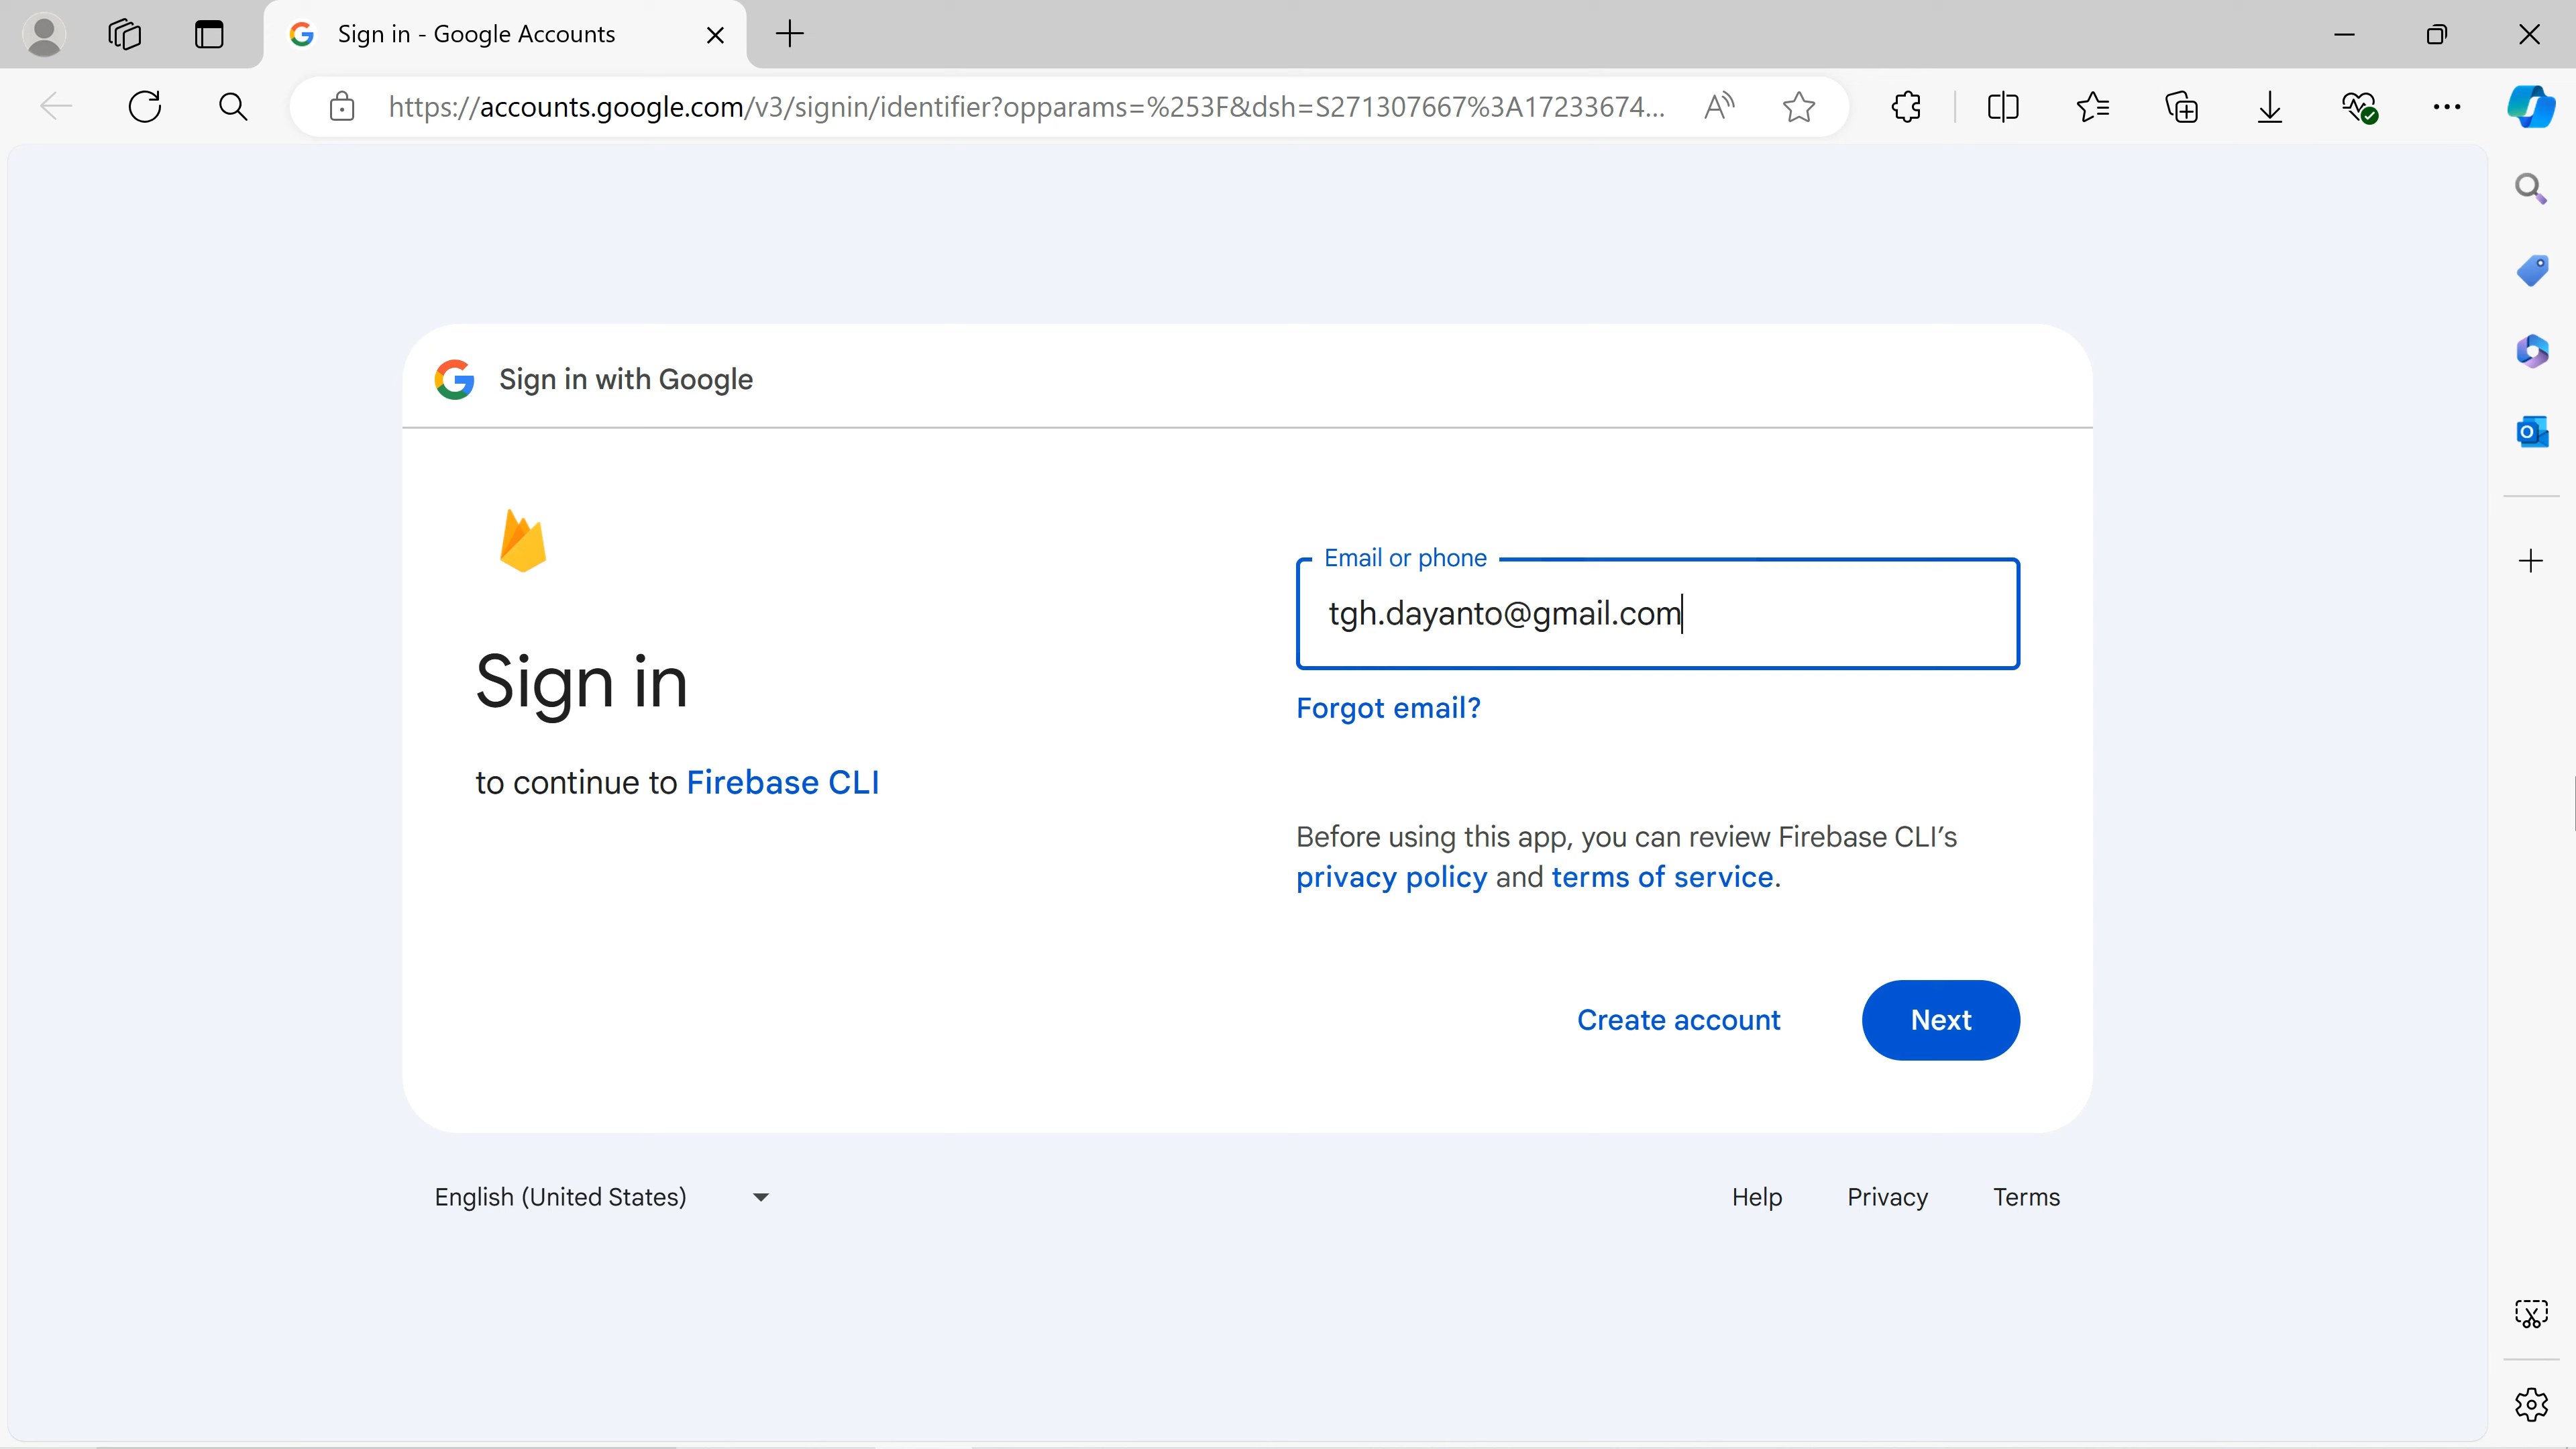 Sign in - Google Accounts
https://accounts.google.com/v3/signin/identifier?opparams=%253F&dsh=S271307667%3A17233674...
Sign in with Google
Sign in
to continue to Firebase CLI
Email or phone
tgh.dayanto@gmail.com
Forgot email?
Before using this app, you can review Firebase CLI's
privacy policy and terms of service.
Create account
Next
English (United States)
Help
Privacy
Terms